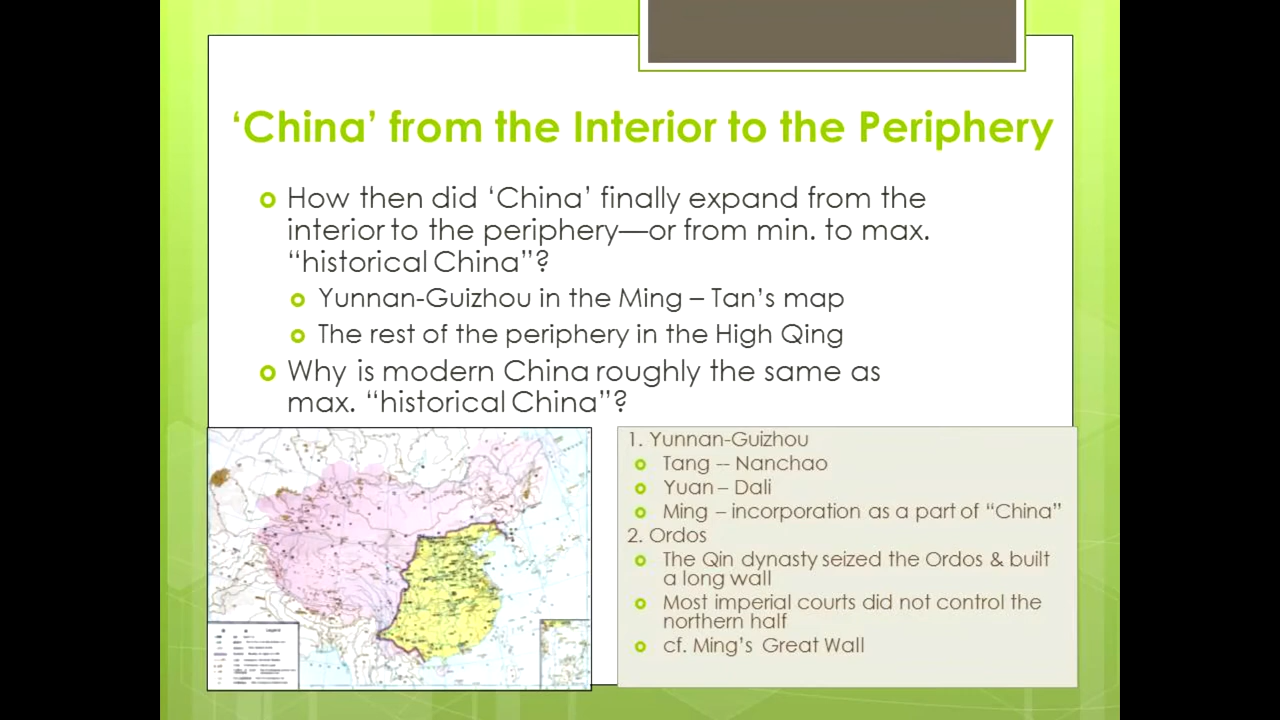 ‘China’ from the Interior to the Periphery
How then did ‘China’ finally expand from the
interior to the periphery—or from min. to max.
“historical China”?
Yunnan-Guizhou in the Ming – Tan’s map
The rest of the periphery in the High Qing
Why is modern China roughly the same as
max. “historical China”?
1. Yunnan-Guizhou
Tang -- Nanchao
Yuan – Dali
Ming – incorporation as a part of “China”
2. Ordos
The Qin dynasty seized the Ordos & built
a long wall
Most imperial courts did not control the
northern half
cf. Ming’s Great Wall
Legend